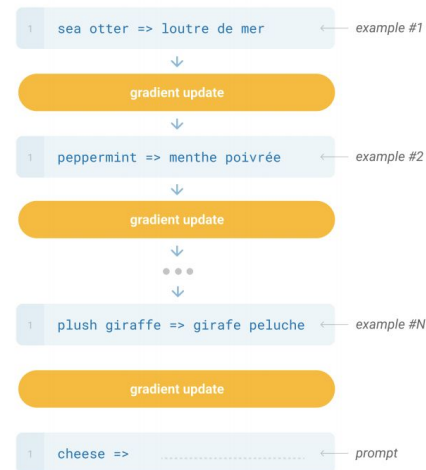 1 sea otter => loutre de mer ← example #1
gradient update
1 peppermint => menthe poivrée ← example #2
gradient update
1 plush giraffe => girafe peluche ← example #N
gradient update
1 cheese => ........................ ← prompt